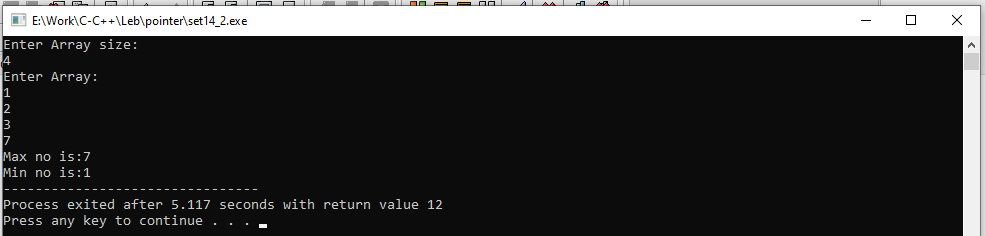 E:\Work\C-C++\Leb\pointer\set14_2.exe
Enter Array size:
4
Enter Array:
1
2
3
7
Max no is:7
Min no is:1
--------------------------------
Process exited after 5.117 seconds with return value 12
Press any key to continue . . .